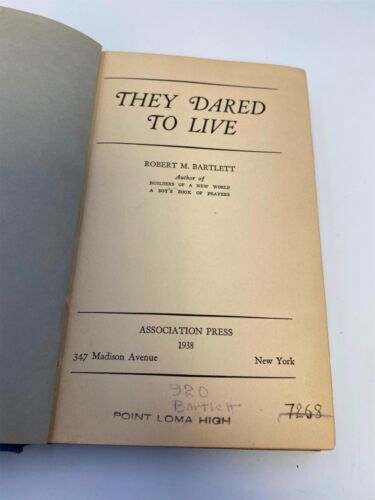 THEY DARED
TO LIVE
ROBERT M. BARTLETT
Author of
BUILDERS OF A NEW WORLD
A BOY'S BOOK OF PRAYERS
ASSOCIATION PRESS
1938
347 Madison Avenue New York
920
Bartlett
POINT LOMA HIGH 7268